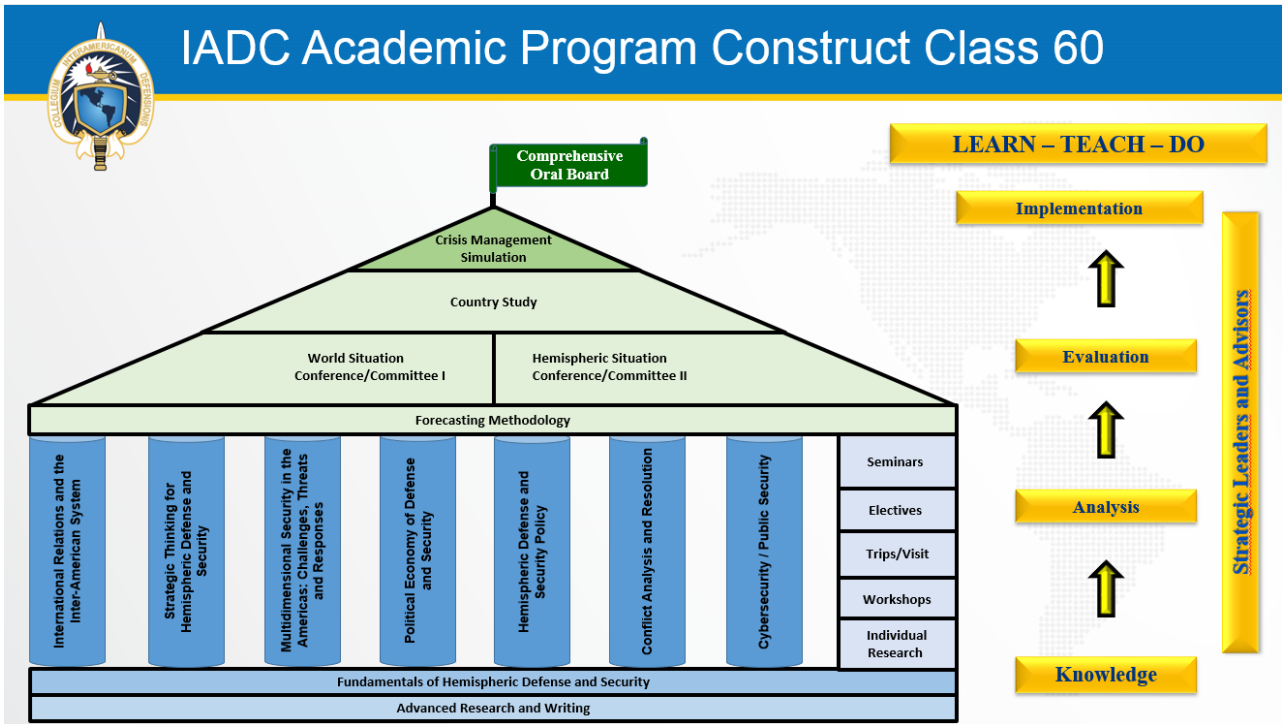 IADC Academic Program Construct Class 60
COLLEGIUM INTERAMERICANUM DEFENSIONIS
LEARN – TEACH – DO
Comprehensive
Oral Board
Crisis Management
Simulation
Country Study
World Situation
Conference/Committee I
Hemispheric Situation
Conference/Committee II
Forecasting Methodology
International Relations and the
Inter-American System
Strategic Thinking for
Hemispheric Defense and
Security
Multidimensional Security in the
Americas: Challenges, Threats
and Responses
Political Economy of Defense
and Security
Hemispheric Defense and
Security Policy
Conflict Analysis and Resolution
Cybersecurity / Public Security
Seminars
Electives
Trips/Visit
Workshops
Individual
Research
Fundamentals of Hemispheric Defense and Security
Advanced Research and Writing
Implementation
Evaluation
Analysis
Knowledge
Strategic Leaders and Advisors